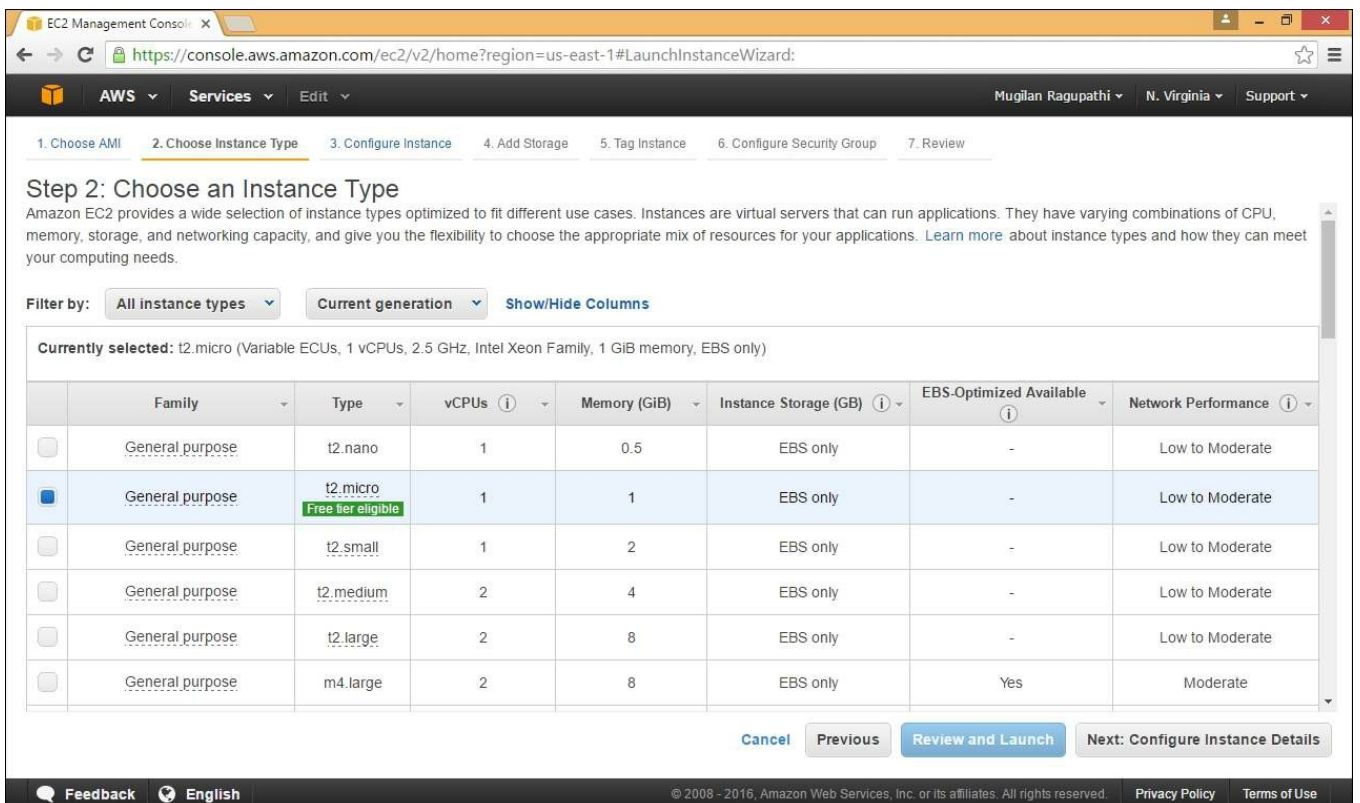 EC2 Management Consol
https://console.aws.amazon.com/ec2/v2/home?region=us-east-1#LaunchInstanceWizard:
AWS Services Edit Mugilan Ragupathi N. Virginia Support
1. Choose AMI 2. Choose Instance Type 3. Configure Instance 4. Add Storage 5. Tag Instance 6. Configure Security Group 7. Review
Step 2: Choose an Instance Type
Amazon EC2 provides a wide selection of instance types optimized to fit different use cases. Instances are virtual servers that can run applications. They have varying combinations of CPU,
memory, storage, and networking capacity, and give you the flexibility to choose the appropriate mix of resources for your applications. Learn more about instance types and how they can meet
your computing needs.
Filter by: All instance types Current generation Show/Hide Columns
Currently selected: t2.micro (Variable ECUs, 1 vCPUs, 2.5 GHz, Intel Xeon Family, 1 GiB memory, EBS only)
Family Type vCPUs Memory (GiB) Instance Storage (GB) EBS-Optimized Available Network Performance
General purpose t2.nano 1 0.5 EBS only - Low to Moderate
General purpose t2.micro 1 1 EBS only - Low to Moderate
Free tier eligible
General purpose t2.small 1 2 EBS only - Low to Moderate
General purpose t2.medium 2 4 EBS only - Low to Moderate
General purpose t2.large 2 8 EBS only - Low to Moderate
General purpose m4.large 2 8 EBS only Yes Moderate
Cancel Previous Review and Launch Next: Configure Instance Details
Feedback English © 2008 - 2016, Amazon Web Services, Inc. or its affiliates. All rights reserved. Privacy Policy Terms of Use